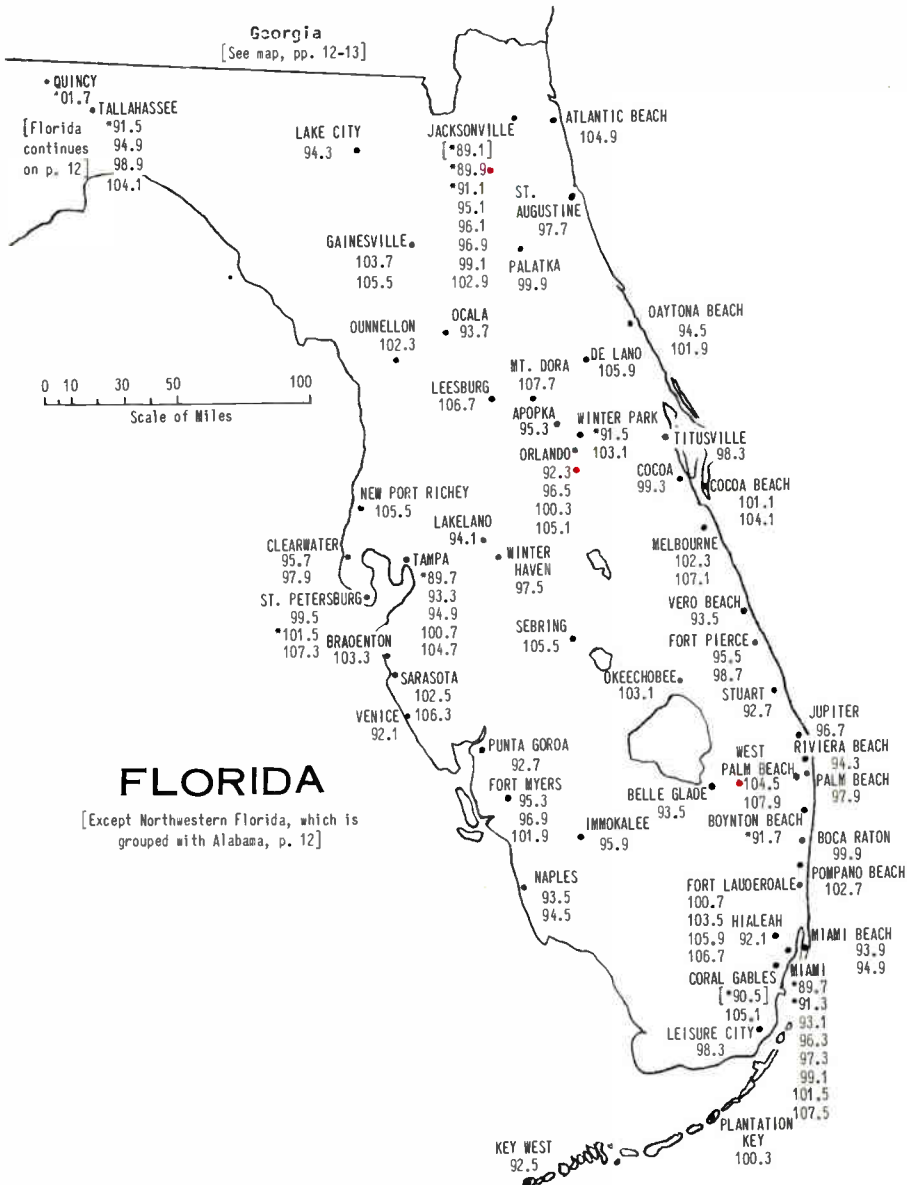 Georgia
[See map, pp. 12-13]
QUINCY
*01.7
TALLAHASSEE
*91.5
94.9
98.9
104.1
[Florida
continues
on p. 12]
LAKE CITY
94.3
JACKSONVILLE
[*89.1]
*89.9
*91.1
95.1
96.1
96.9
99.1
102.9
ATLANTIC BEACH
104.9
ST.
AUGUSTINE
97.7
GAINESVILLE
103.7
105.5
PALATKA
99.9
OCALA
93.7
OUNNELLON
102.3
OAYTONA BEACH
94.5
101.9
DE LANO
105.9
MT. DORA
107.7
LEESBURG
106.7
0 10 50 100
Scale of Miles
APOPKA
95.3
WINTER PARK
*91.5
103.1
TITUSVILLE
98.3
ORLANDO
92.3
96.5
100.3
105.1
COCOA
99.3
COCOA BEACH
101.1
104.1
NEW PORT RICHEY
105.5
LAKELANO
94.1
MELBOURNE
102.3
107.1
CLEARWATER
95.7
97.9
TAMPA
*89.7
93.3
94.9
100.7
104.7
WINTER
HAVEN
97.5
ST. PETERSBURG
99.5
*101.5
107.3
VERO BEACH
93.5
BRAOENTON
103.3
SEBRING
105.5
FORT PIERCE
95.5
98.7
SARASOTA
102.5
106.3
OKEECHOBEE
103.1
STUART
92.7
VENICE
92.1
JUPITER
96.7
PUNTA GOROA
92.7
RIVIERA BEACH
94.3
WEST
PALM BEACH
104.5
107.9
PALM BEACH
97.9
FLORIDA
[Except Northwestern Florida, which is
grouped with Alabama, p. 12]
FORT MYERS
95.3
96.9
101.9
BELLE GLADE
93.5
BOYNTON BEACH
*91.7
IMMOKALEE
95.9
BOCA RATON
99.9
POMPANO BEACH
102.7
NAPLES
93.5
94.5
FORT LAUDEROALE
100.7
103.5
105.9
106.7
HIALEAH
92.1
MIAMI BEACH
93.9
94.9
CORAL GABLES
[*90.5]
105.1
MIAMI
*89.7
*91.3
93.1
96.3
97.3
99.1
101.5
107.5
LEISURE CITY
98.3
PLANTATION
KEY
100.3
KEY WEST
92.5